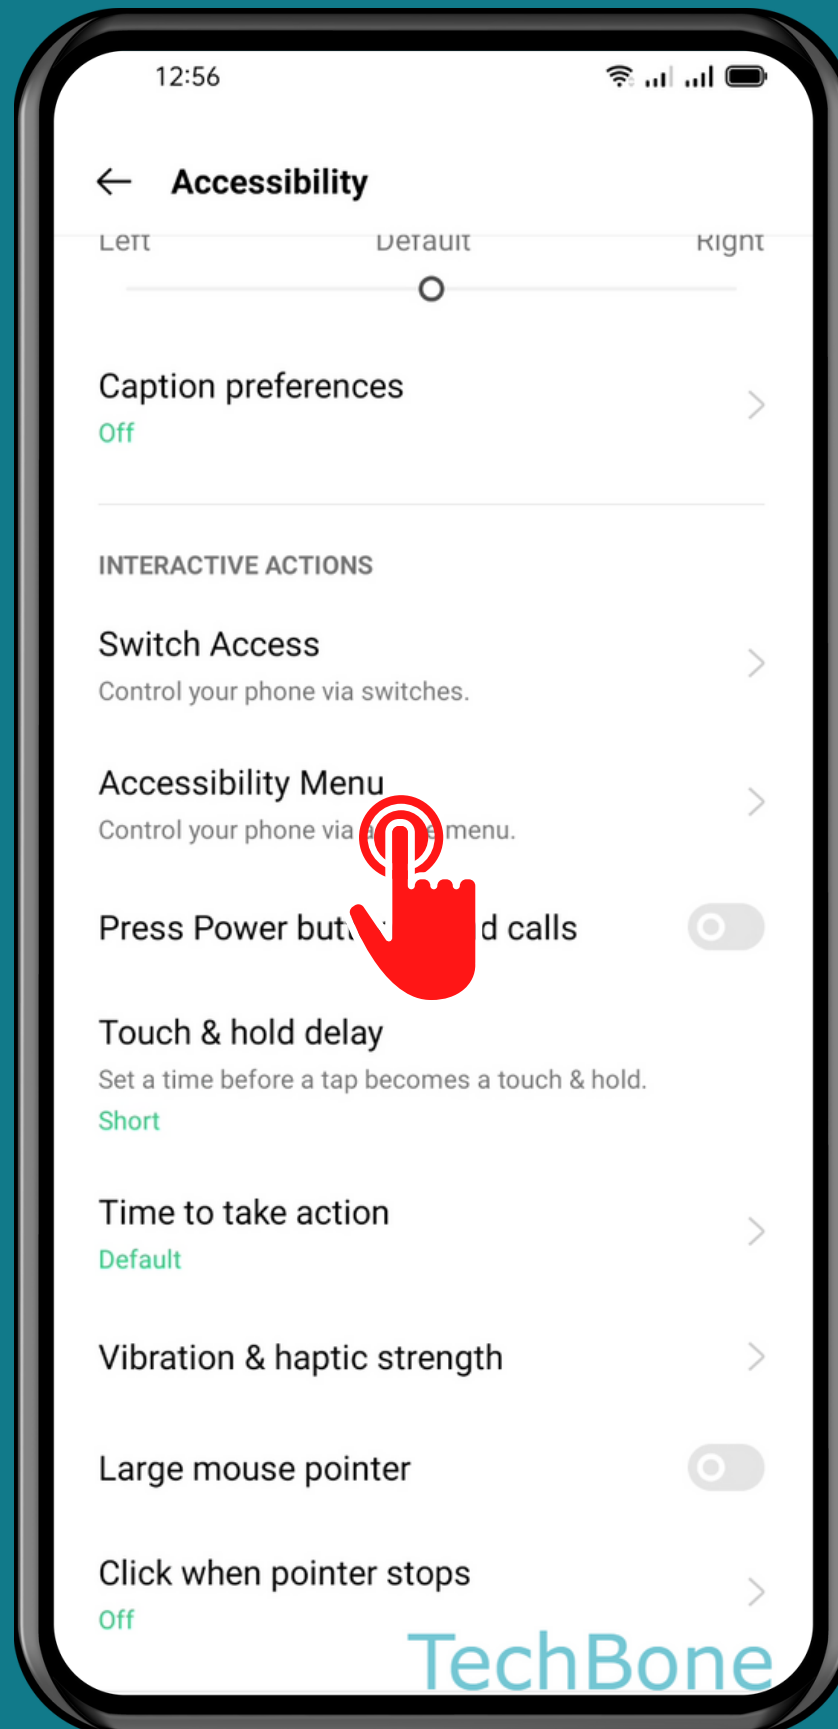 12:56
Accessibility
Left Default Right
Caption preferences
Off
INTERACTIVE ACTIONS
Switch Access
Control your phone via switches.
Accessibility Menu
Control your phone via a menu.
Press Power calls
Touch & hold delay
Set a time before a tap becomes a touch & hold.
Short
Time to take action
Default
Vibration & haptic strength
Large mouse pointer
Click when pointer stops
Off
TechBone